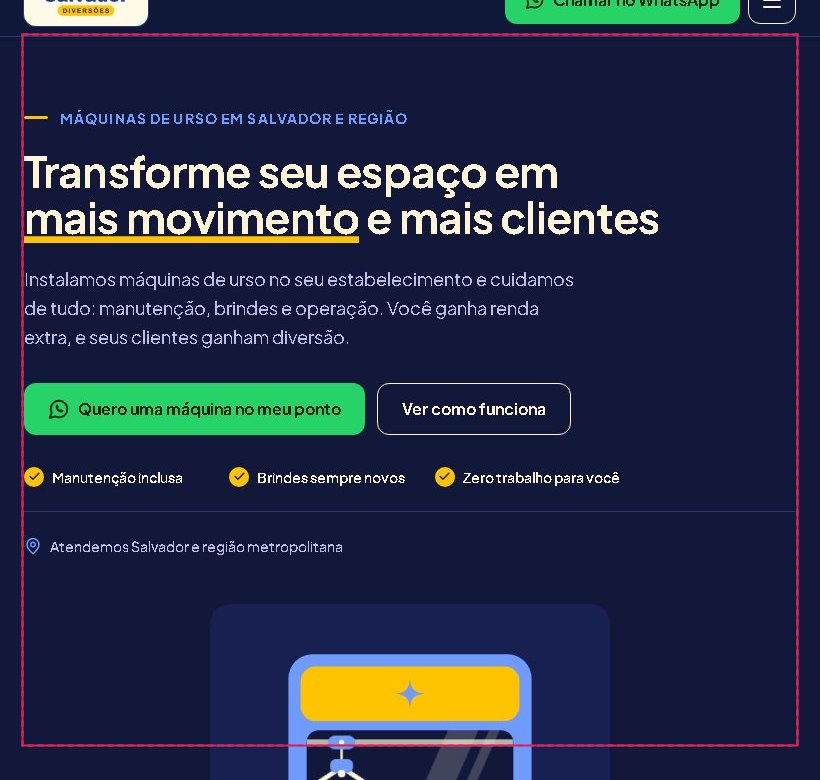 Salvador
DIVERSÕES
Chamar no WhatsApp
MÁQUINAS DE URSO EM SALVADOR E REGIÃO
Transforme seu espaço em
mais movimento e mais clientes
Instalamos máquinas de urso no seu estabelecimento e cuidamos
de tudo: manutenção, brindes e operação. Você ganha renda
extra, e seus clientes ganham diversão.
Quero uma máquina no meu ponto
Ver como funciona
Manutenção inclusa
Brindes sempre novos
Zero trabalho para você
Atendemos Salvador e região metropolitana